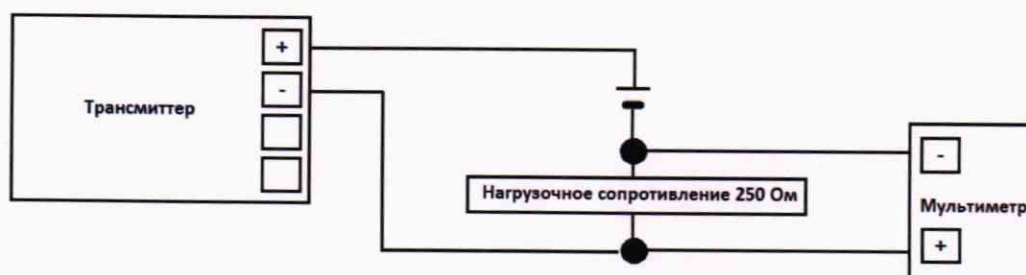 +
-
Трансмиттер
-
Нагрузочное сопротивление 250 Ом
Мультиметр
+